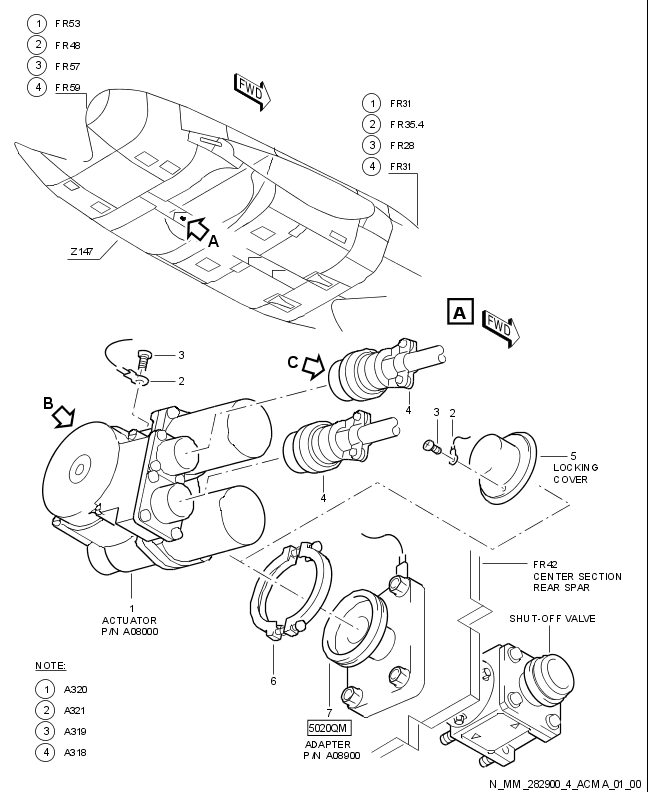 1 FR53
2 FR48
3 FR57
4 FR59
FWD
1 FR31
2 FR35.4
3 FR28
4 FR31
A
Z147
A
FWD
3
2
C
4
B
3
2
4
5
LOCKING
COVER
FR42
CENTER SECTION
REAR SPAR
1
ACTUATOR
P/N A08000
SHUT-OFF VALVE
6
7
5020QM
ADAPTER
P/N A08900
NOTE:
1 A320
2 A321
3 A319
4 A318
N_MM_282900_4_ACMA_01_00